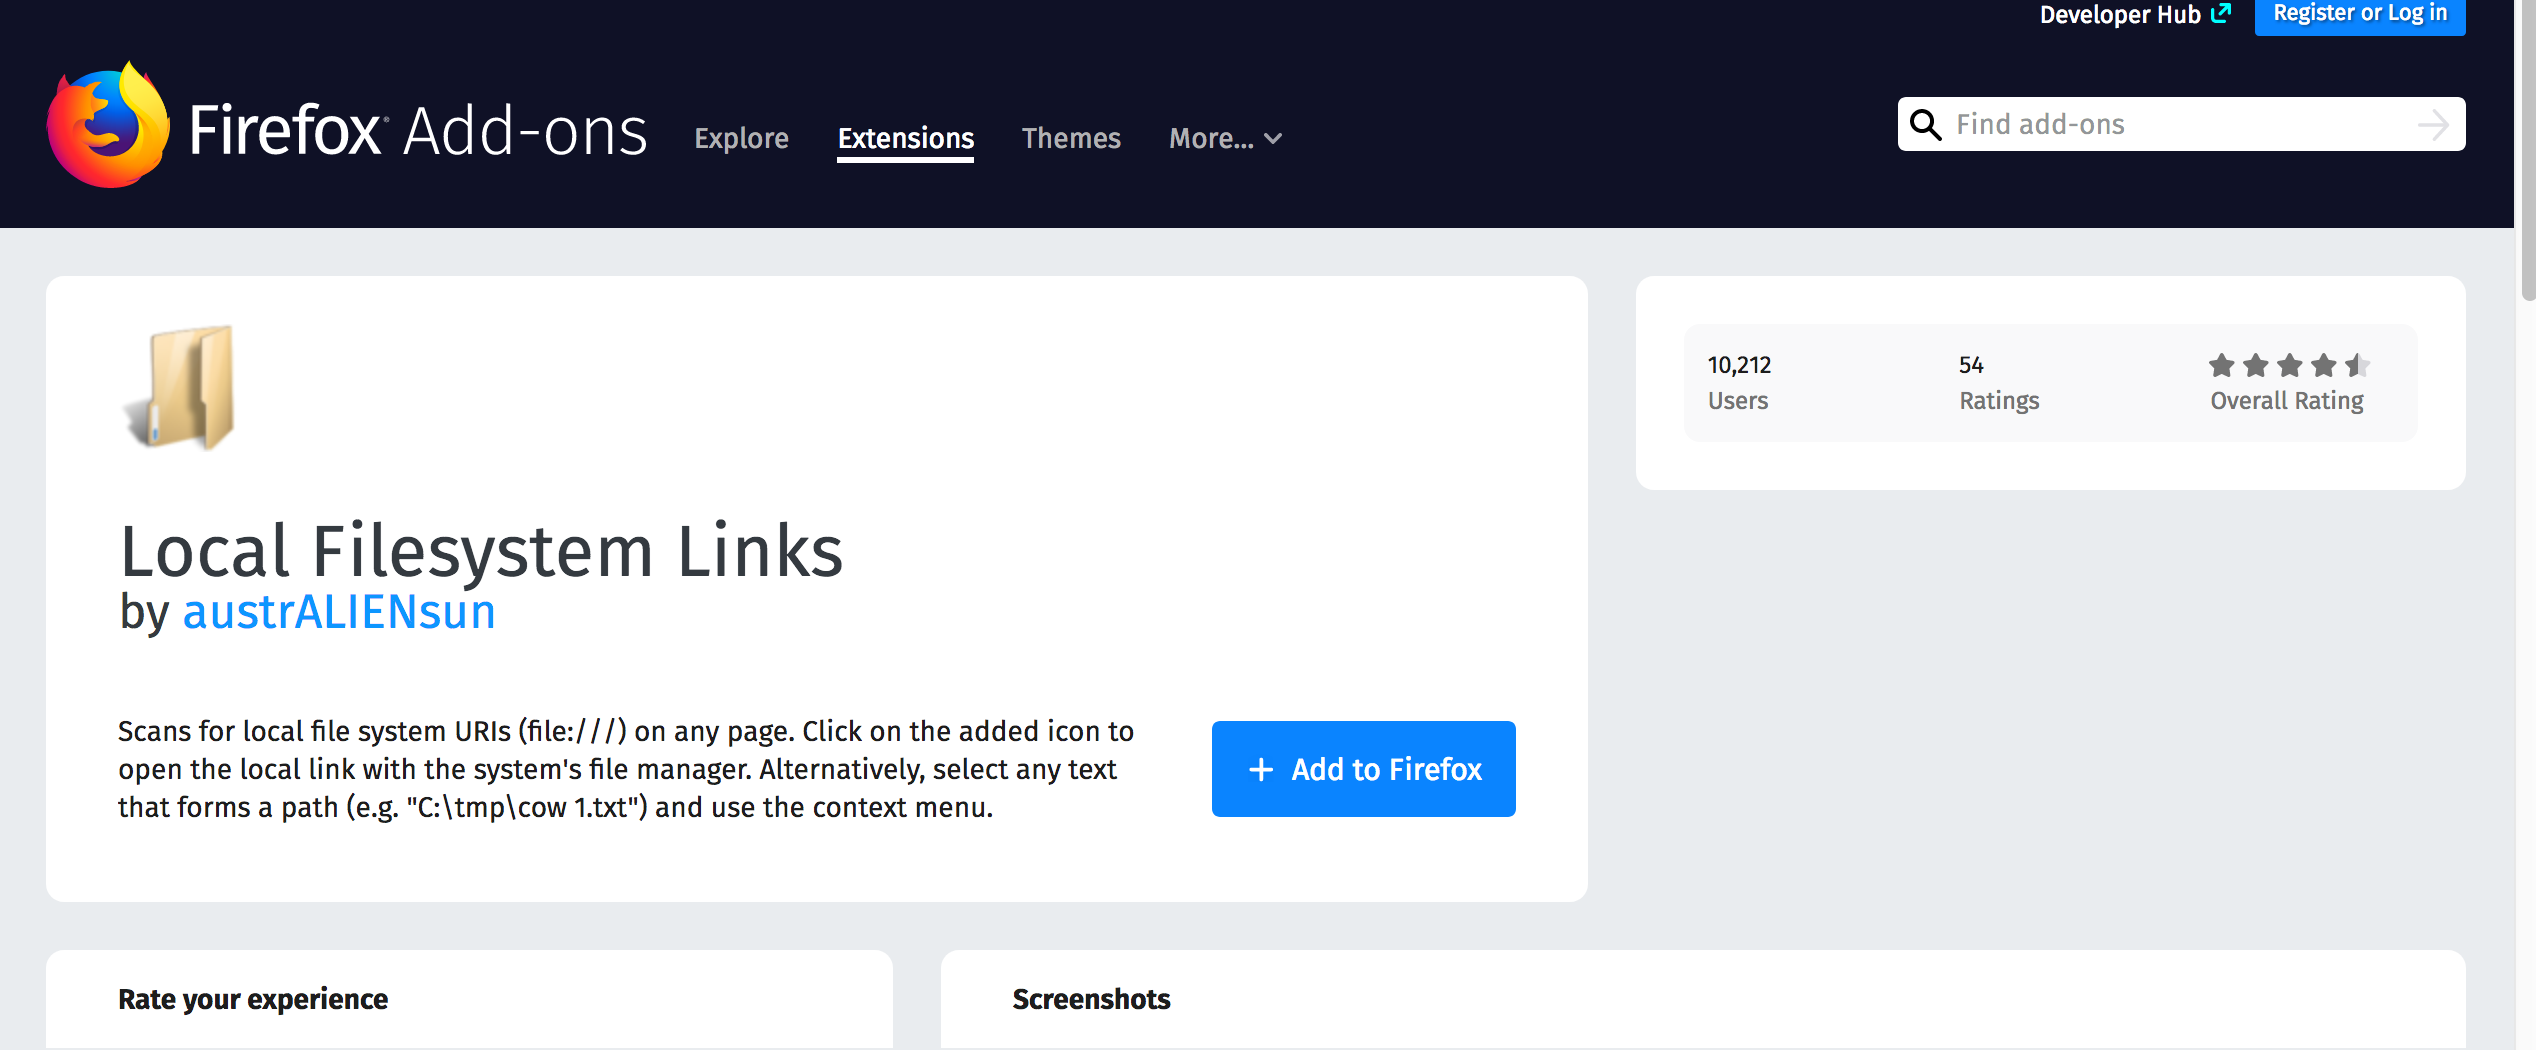 Developer Hub
Register or Log in
Firefox Add-ons
Explore
Extensions
Themes
More...
Find add-ons
10,212
Users
54
Ratings
Overall Rating
Local Filesystem Links
by austrALIENsun
Scans for local file system URIs (file:///) on any page. Click on the added icon to
open the local link with the system's file manager. Alternatively, select any text
that forms a path (e.g. "C:\tmp\cow 1.txt") and use the context menu.
+ Add to Firefox
Rate your experience
Screenshots